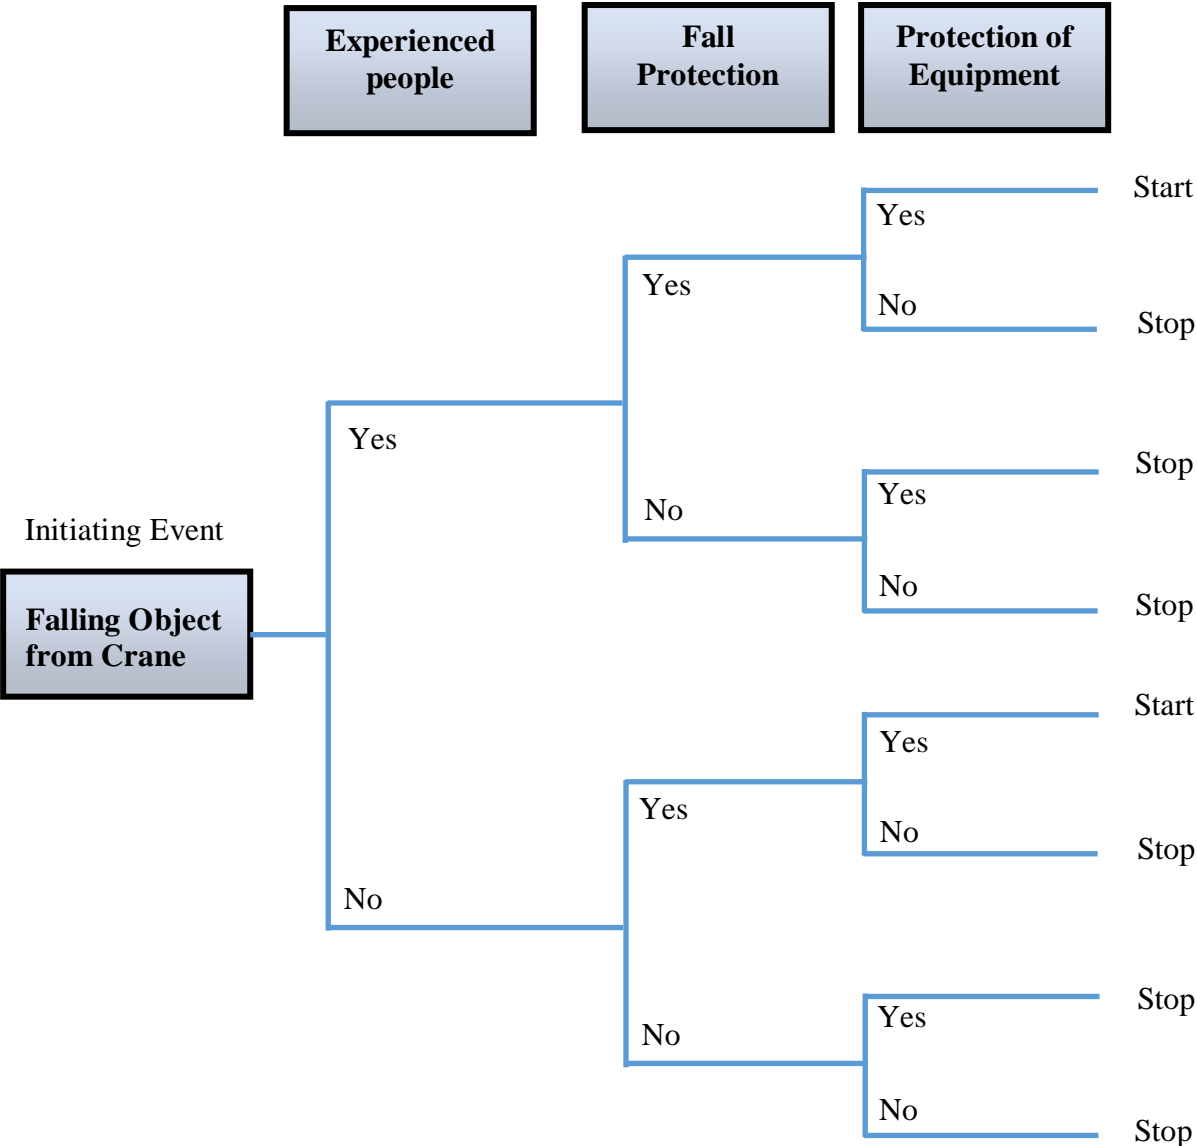 Experienced
people
Fall
Protection
Protection of
Equipment
Start
Yes
Yes
No
Stop
Yes
Stop
Yes
No
No
Stop
Initiating Event
Falling Object
from Crane
Start
Yes
Yes
No
Stop
No
Stop
Yes
No
No
Stop